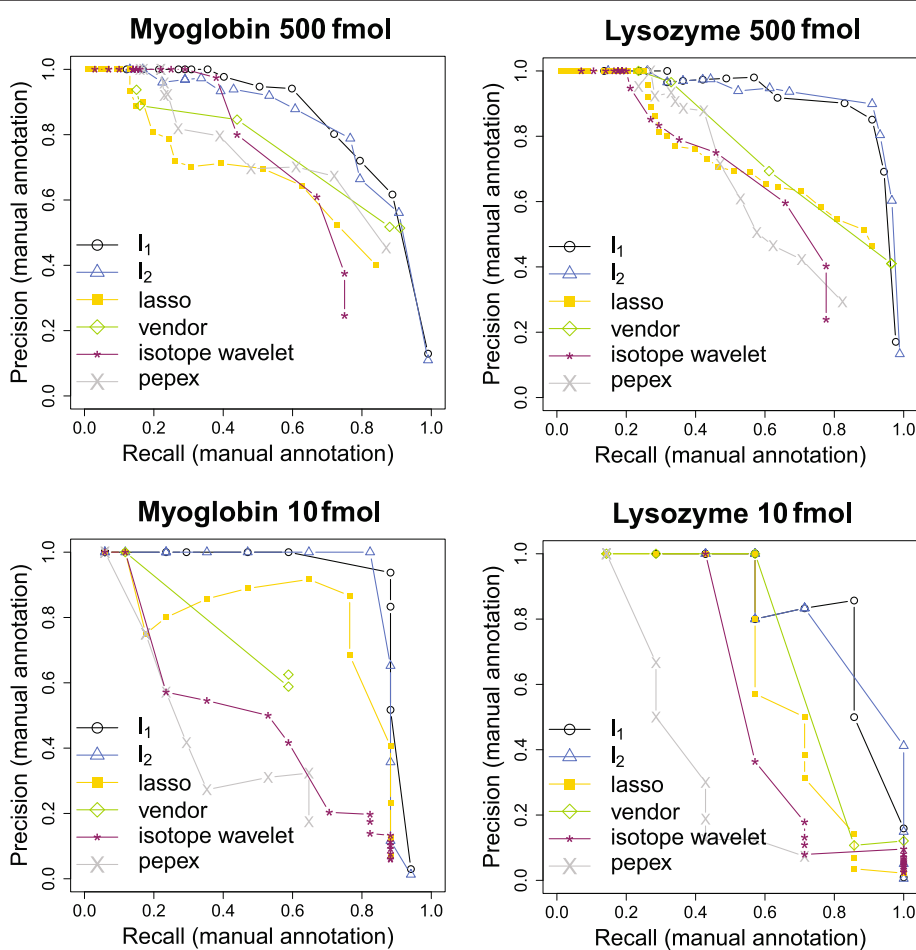 Myoglobin 500 fmol
Precision (manual annotation)
1.0
0.8
0.6
0.4
0.2
0.0
l1
l2
lasso
vendor
isotope wavelet
pepex
0.0 0.2 0.4 0.6 0.8 1.0
Recall (manual annotation)
Lysozyme 500 fmol
Precision (manual annotation)
1.0
0.8
0.6
0.4
0.2
0.0
l1
l2
lasso
vendor
isotope wavelet
pepex
0.0 0.2 0.4 0.6 0.8 1.0
Recall (manual annotation)
Myoglobin 10 fmol
Precision (manual annotation)
1.0
0.8
0.6
0.4
0.2
0.0
l1
l2
lasso
vendor
isotope wavelet
pepex
0.0 0.2 0.4 0.6 0.8 1.0
Recall (manual annotation)
Lysozyme 10 fmol
Precision (manual annotation)
1.0
0.8
0.6
0.4
0.2
0.0
l1
l2
lasso
vendor
isotope wavelet
pepex
0.0 0.2 0.4 0.6 0.8 1.0
Recall (manual annotation)